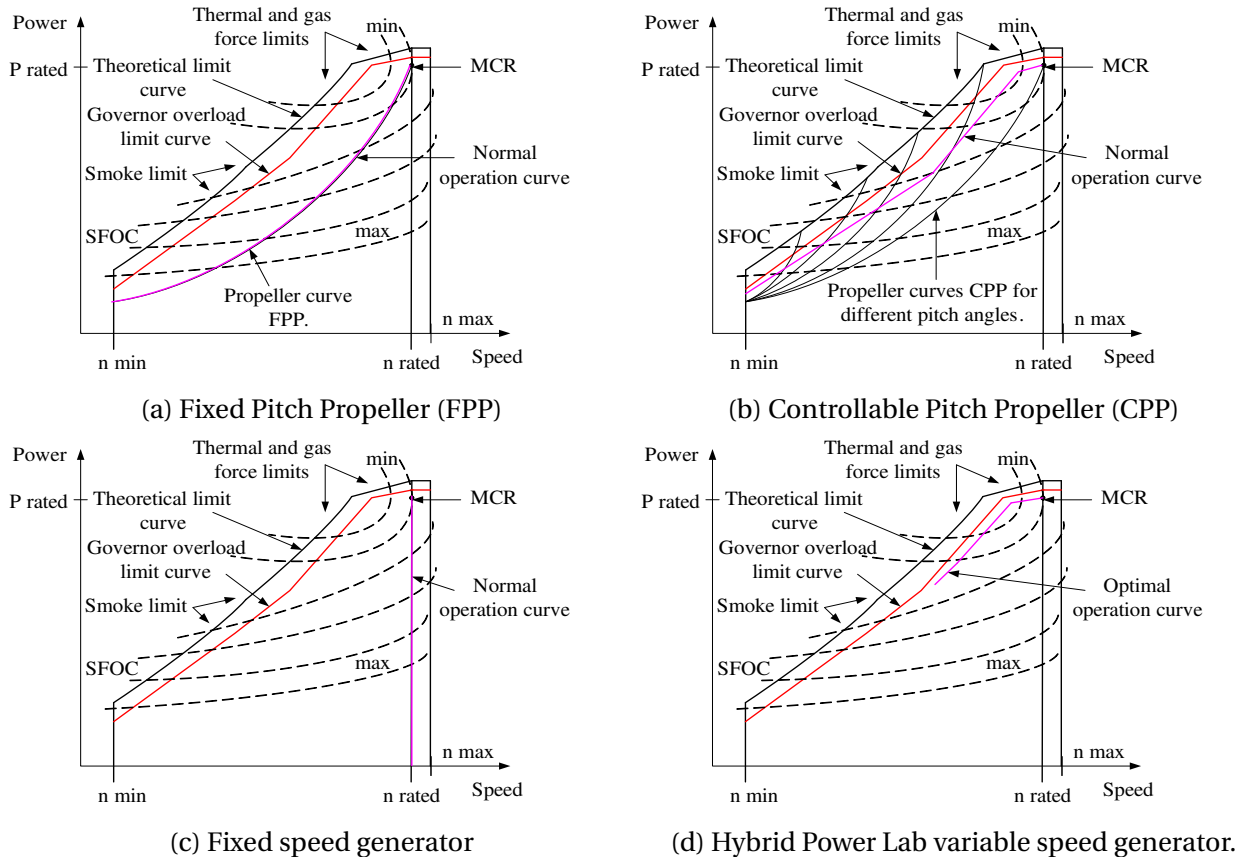 Power
Thermal and gas
force limits
min
P rated
MCR
Theoretical limit
curve
Governor overload
limit curve
Smoke limit
Normal
operation curve
SFOC
max
Propeller curve
FPP.
n max
n min
n rated
Speed
(a) Fixed Pitch Propeller (FPP)
Power
Thermal and gas
force limits
min
P rated
MCR
Theoretical limit
curve
Governor overload
limit curve
Smoke limit
Normal
operation curve
SFOC
max
Propeller curves CPP for
different pitch angles.
n max
n min
n rated
Speed
(b) Controllable Pitch Propeller (CPP)
Power
Thermal and gas
force limits
min
P rated
MCR
Theoretical limit
curve
Governor overload
limit curve
Smoke limit
Normal
operation curve
SFOC
max
n max
n min
n rated
Speed
(c) Fixed speed generator
Power
Thermal and gas
force limits
min
P rated
MCR
Theoretical limit
curve
Governor overload
limit curve
Smoke limit
Optimal
operation curve
SFOC
max
n max
n min
n rated
Speed
(d) Hybrid Power Lab variable speed generator.